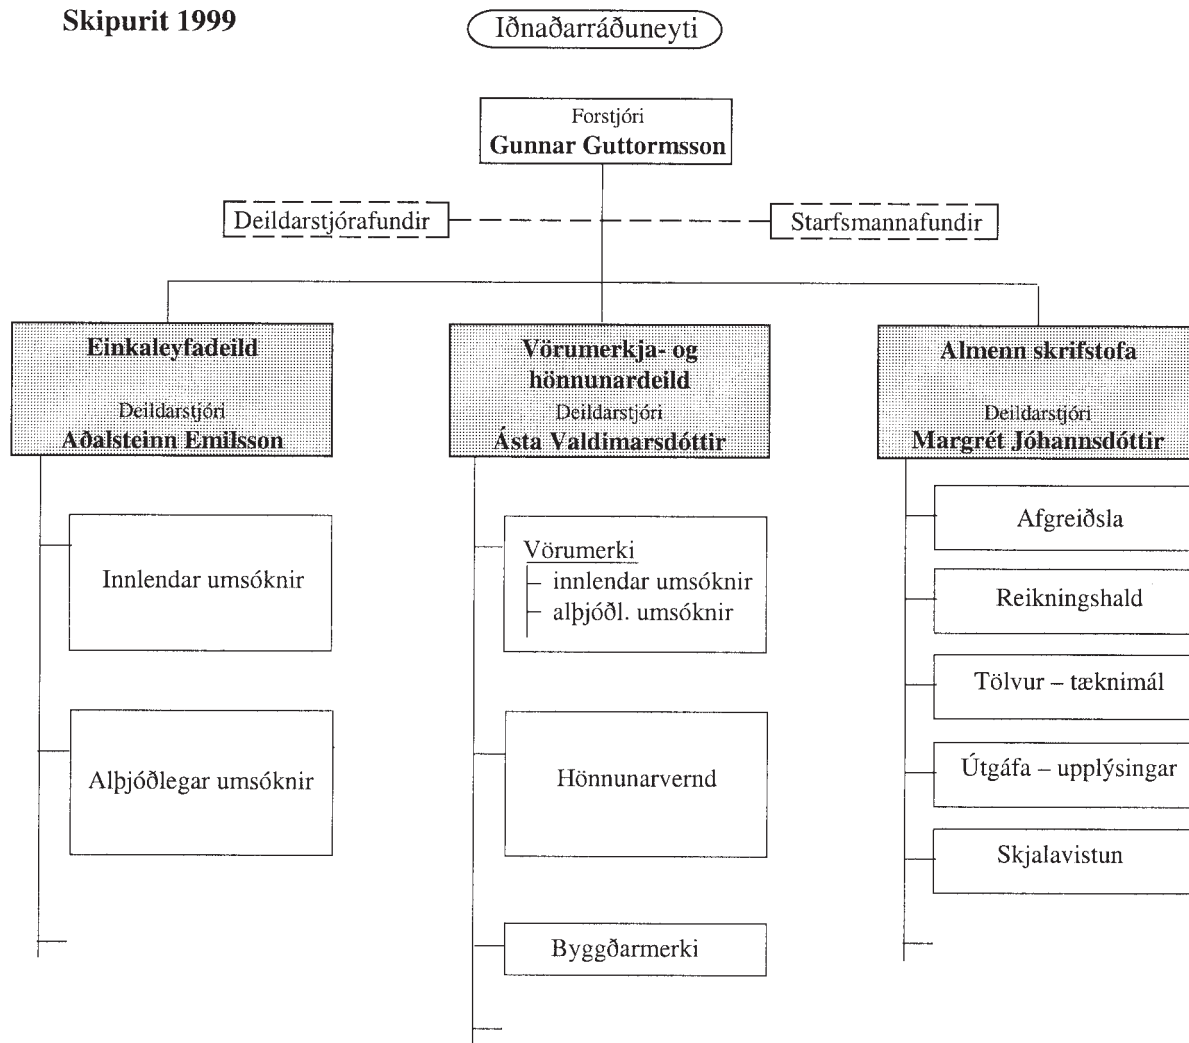 Skipurit 1999
Iðnaðarráðuneyti
Forstjóri
Gunnar Guttormsson
Deildarstjórafundir
Starfsmannafundir
Einkaleyfadeild
Deildarstjóri
Aðalsteinn Emilsson
Innlendar umsóknir
Alþjóðlegar umsóknir
Vörumerkja- og
hönnunardeild
Deildarstjóri
Ásta Valdimarsdóttir
Vörumerki
innlendar umsóknir
alþjóðl. umsóknir
Hönnunarvernd
Byggðarmerki
Almenn skrifstofa
Deildarstjóri
Margrét Jóhannsdóttir
Afgreiðsla
Reikningshald
Tölvur – tæknimál
Útgáfa – upplýsingar
Skjalavistun